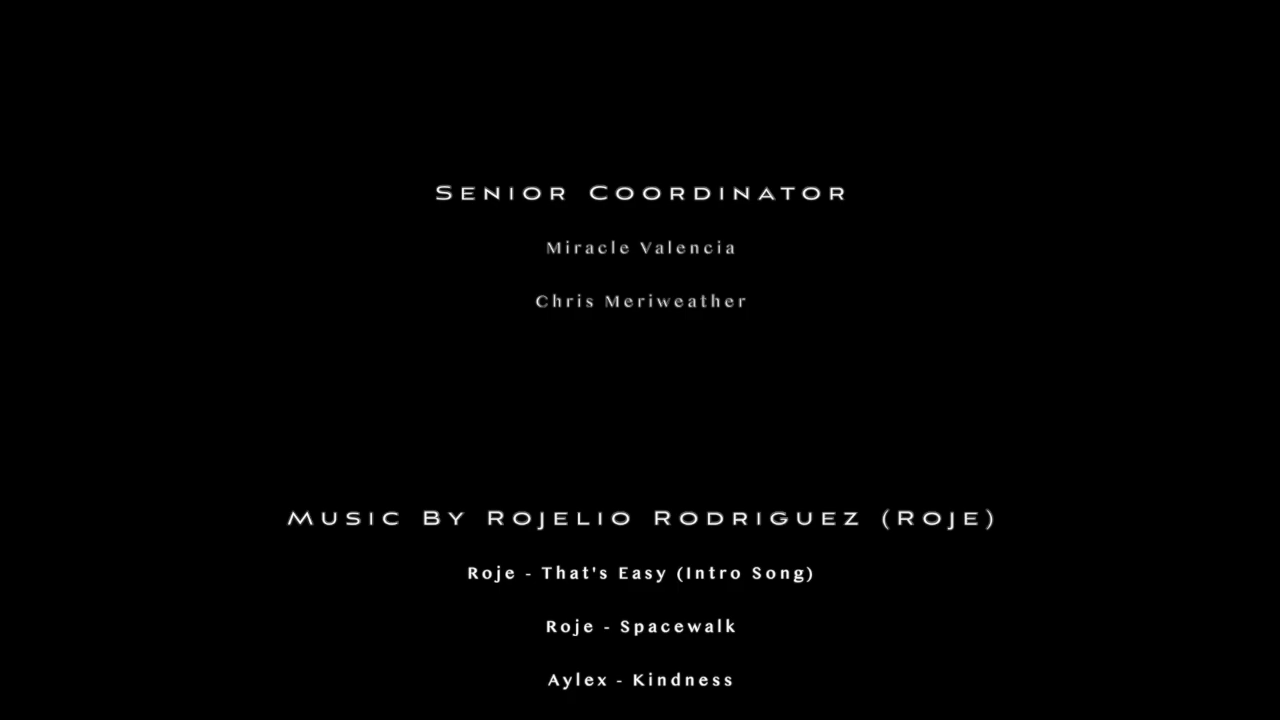 Senior Coordinator
Miracle Valencia
Chris Meriweather
Music By Rojelio Rodriguez (Roje)
Roje - That's Easy (Intro Song)
Roje - Spacewalk
Aylex - Kindness